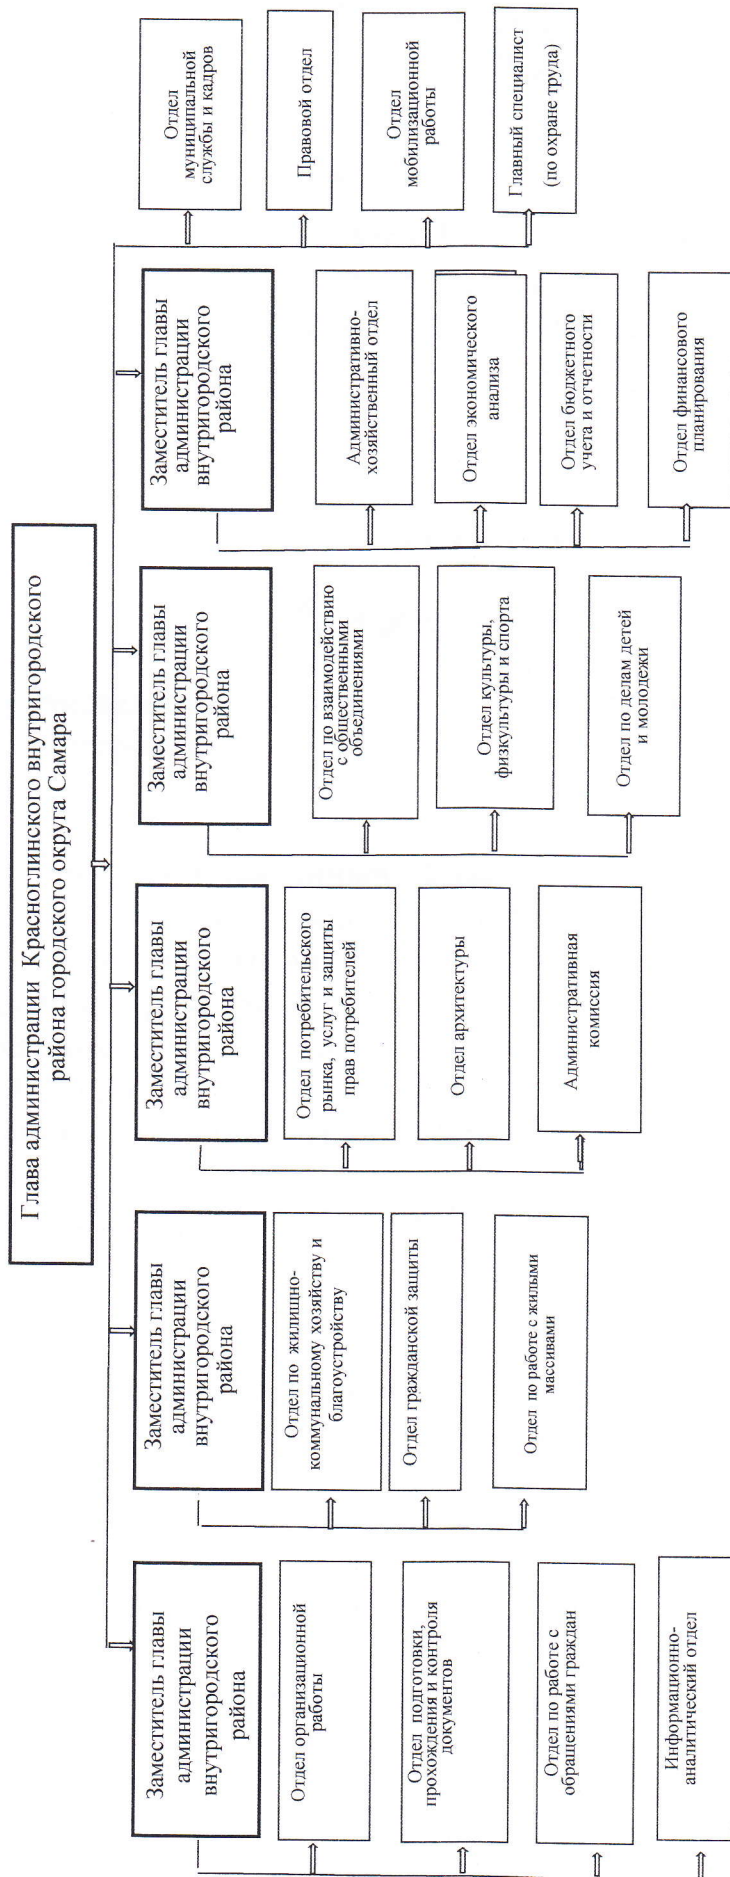 Глава администрации Красноглинского внутригородского
района городского округа Самара
Заместитель главы
администрации
внутригородского
района
Отдел организационной
работы
Отдел подготовки,
прохождения и контроля
документов
Отдел по работе с
обращениями граждан
Информационно-
аналитический отдел
Заместитель главы
администрации
внутригородского
района
Отдел по жилищно-
коммунальному хозяйству и
благоустройству
Отдел гражданской защиты
Отдел по работе с жилыми
массивами
Заместитель главы
администрации
внутригородского
района
Отдел потребительского
рынка, услуг и защиты
прав потребителей
Отдел архитектуры
Административная
комиссия
Заместитель главы
администрации
внутригородского
района
Отдел по взаимодействию
с общественными
объединениями
Отдел культуры,
физкультуры и спорта
Отдел по делам детей
и молодежи
Заместитель главы
администрации
внутригородского
района
Административно-
хозяйственный отдел
Отдел экономического
анализа
Отдел бюджетного
учета и отчетности
Отдел финансового
планирования
Отдел
муниципальной
службы и кадров
Правовой отдел
Отдел
мобилизационной
работы
Главный специалист
(по охране труда)